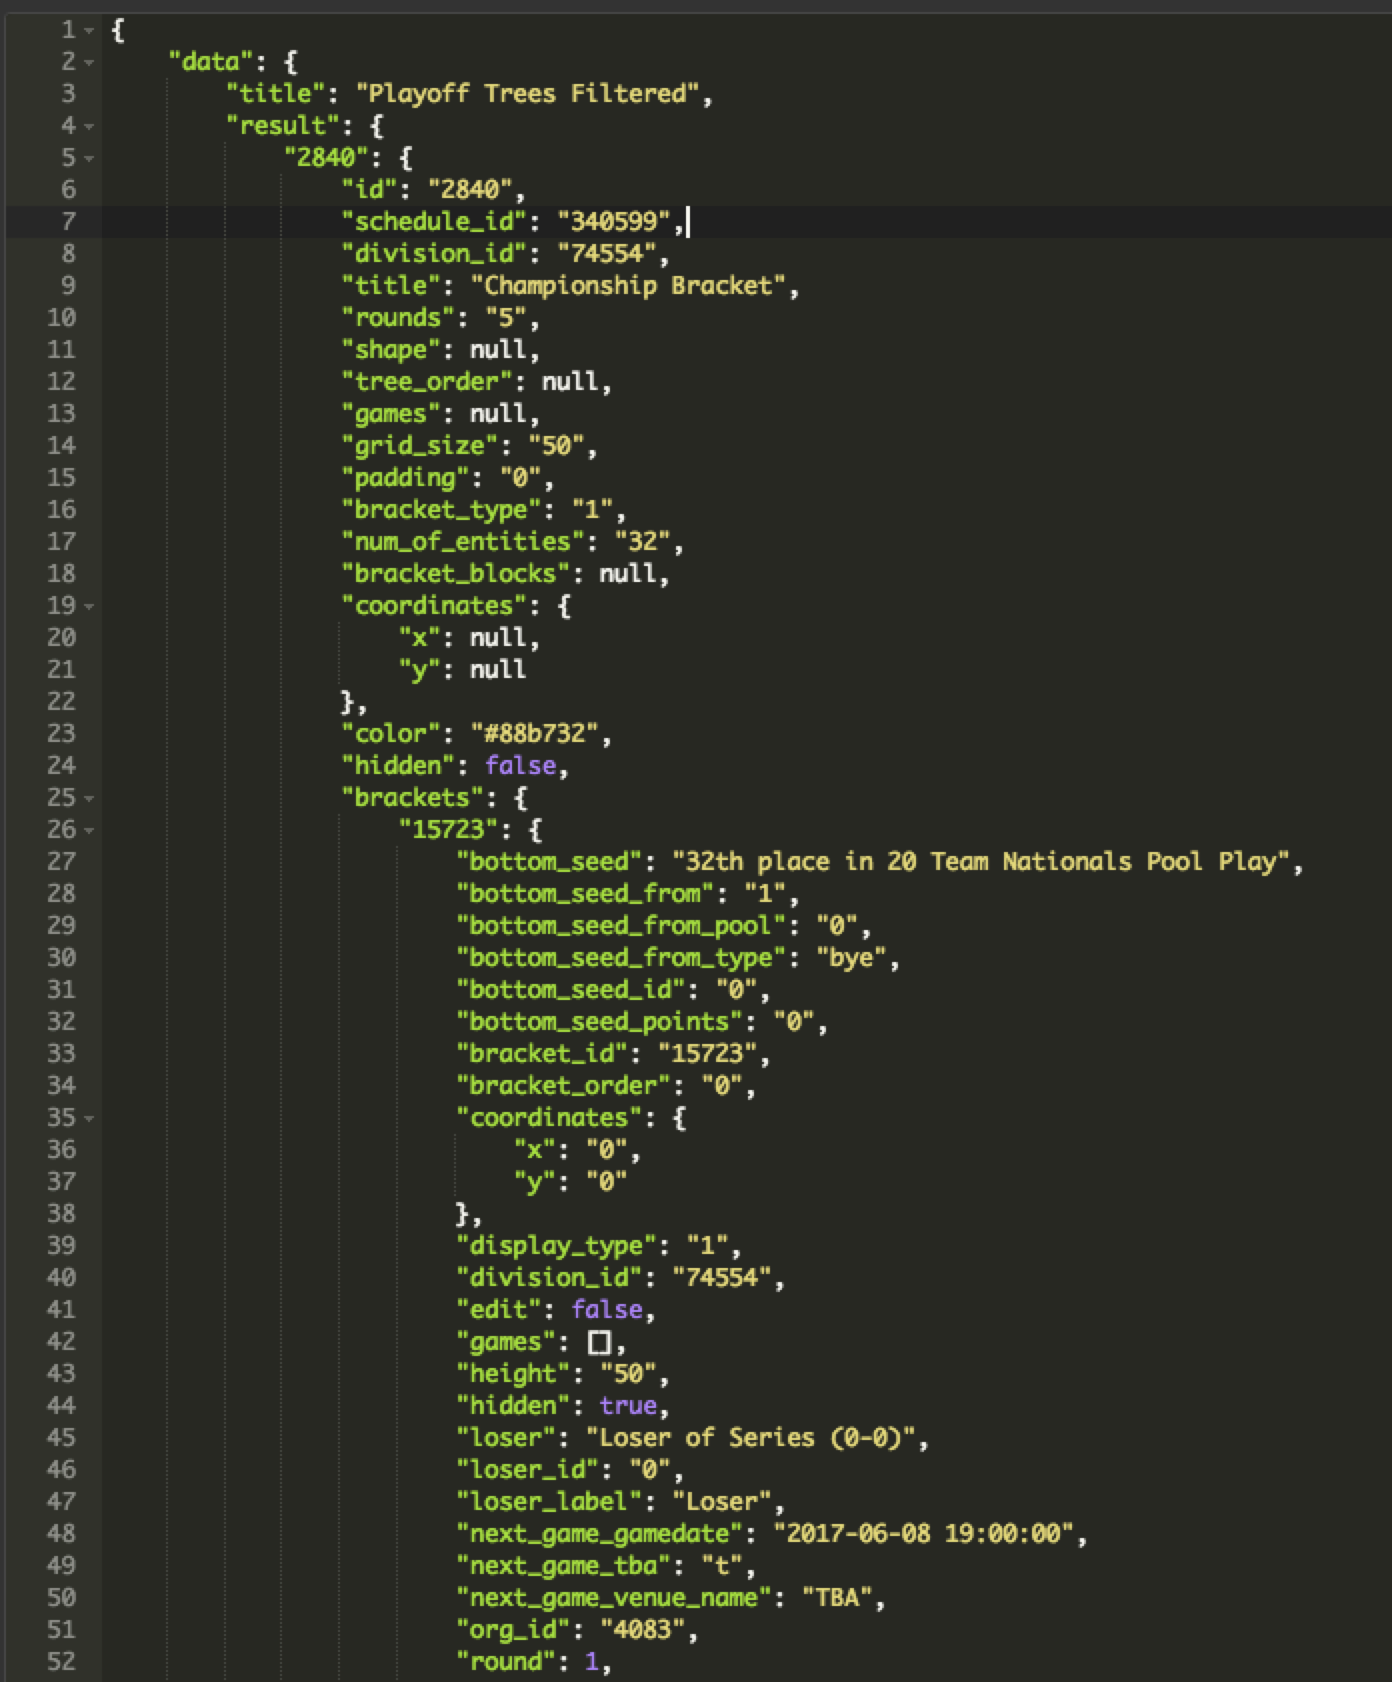 1 {
2 "data": {
3 "title": "Playoff Trees Filtered",
4 "result": {
5 "2840": {
6 "id": "2840",
7 "schedule_id": "340599",
8 "division_id": "74554",
9 "title": "Championship Bracket",
10 "rounds": "5",
11 "shape": null,
12 "tree_order": null,
13 "games": null,
14 "grid_size": "50",
15 "padding": "0",
16 "bracket_type": "1",
17 "num_of_entities": "32",
18 "bracket_blocks": null,
19 "coordinates": {
20 "x": null,
21 "y": null
22 },
23 "color": "#88b732",
24 "hidden": false,
25 "brackets": {
26 "15723": {
27 "bottom_seed": "32th place in 20 Team Nationals Pool Play",
28 "bottom_seed_from": "1",
29 "bottom_seed_from_pool": "0",
30 "bottom_seed_from_type": "bye",
31 "bottom_seed_id": "0",
32 "bottom_seed_points": "0",
33 "bracket_id": "15723",
34 "bracket_order": "0",
35 "coordinates": {
36 "x": "0",
37 "y": "0"
38 },
39 "display_type": "1",
40 "division_id": "74554",
41 "edit": false,
42 "games": [],
43 "height": "50",
44 "hidden": true,
45 "loser": "Loser of Series (0-0)",
46 "loser_id": "0",
47 "loser_label": "Loser",
48 "next_game_gamedate": "2017-06-08 19:00:00",
49 "next_game_tba": "t",
50 "next_game_venue_name": "TBA",
51 "org_id": "4083",
52 "round": 1,